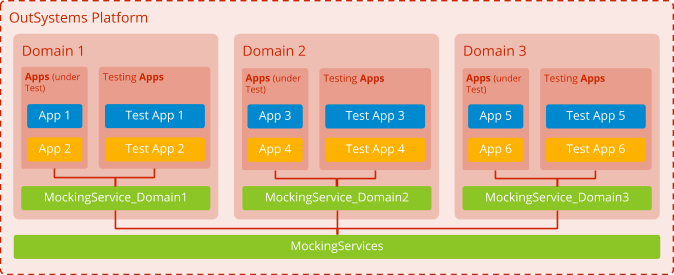 OutSystems Platform
Domain 1
Apps (under
Test)
Testing Apps
App 1
Test App 1
App 2
Test App 2
MockingService_Domain1
Domain 2
Apps (under
Test)
Testing Apps
App 3
Test App 3
App 4
Test App 4
MockingService_Domain2
Domain 3
Apps (under
Test)
Testing Apps
App 5
Test App 5
App 6
Test App 6
MockingService_Domain3
MockingServices